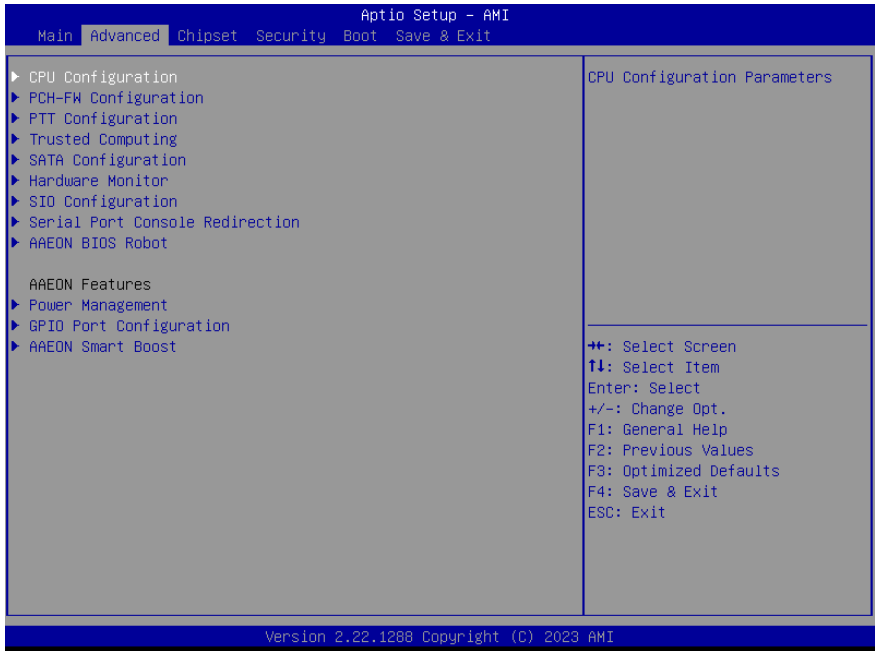 Aptio Setup – AMI
Main Advanced Chipset Security Boot Save & Exit
CPU Configuration
PCH-FW Configuration
PTT Configuration
Trusted Computing
SATA Configuration
Hardware Monitor
SIO Configuration
Serial Port Console Redirection
AAEON BIOS Robot
AAEON Features
Power Management
GPIO Port Configuration
AAEON Smart Boost
CPU Configuration Parameters
→←: Select Screen
↑↓: Select Item
Enter: Select
+/-: Change Opt.
F1: General Help
F2: Previous Values
F3: Optimized Defaults
F4: Save & Exit
ESC: Exit
Version 2.22.1288 Copyright (C) 2023 AMI